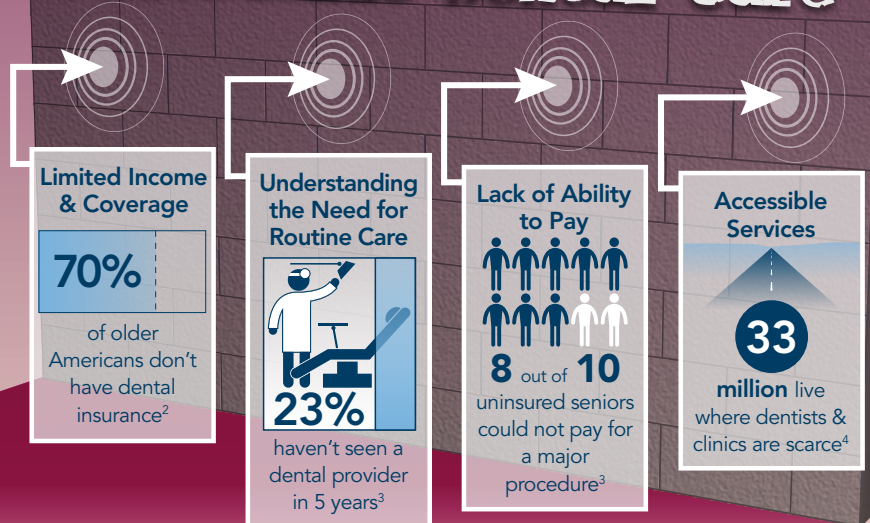 Care
Limited Income
& Coverage
70%
of older
Americans don't
have dental
insurance2
Understanding
the Need for
Routine Care
23%
haven't seen a
dental provider
in 5 years3
Lack of Ability
to Pay
8 out of 10
uninsured seniors
could not pay for
a major
procedure3
Accessible
Services
33
million live
where dentists &
clinics are scarce4